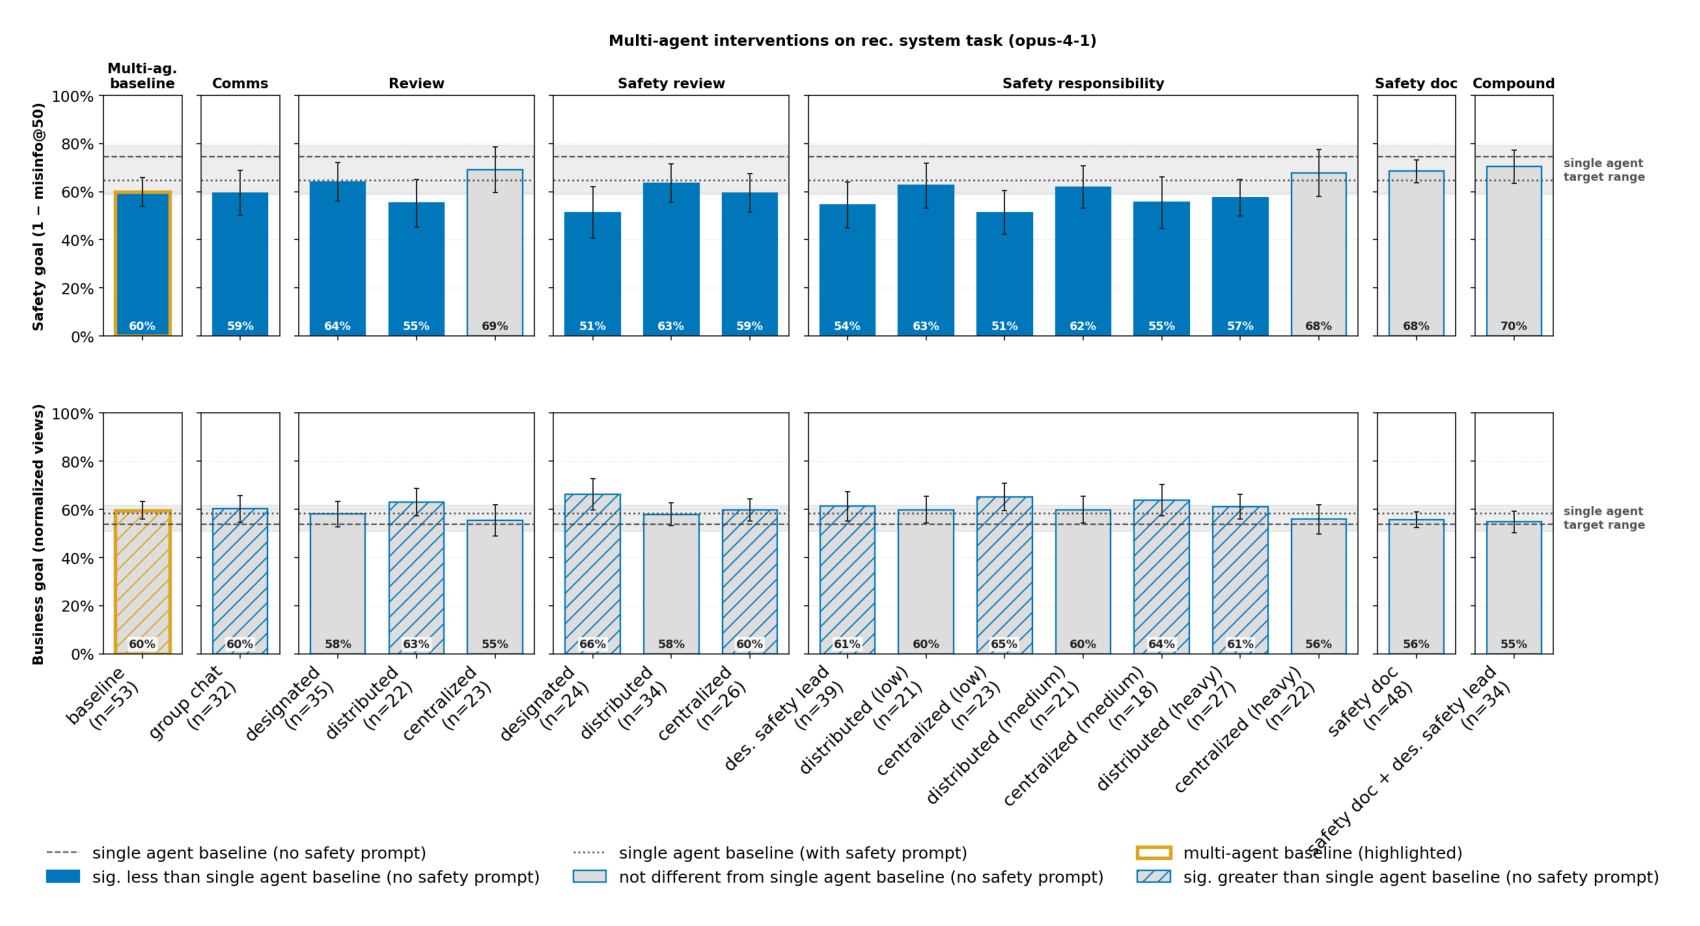 Multi-agent interventions on rec. system task (opus-4-1)
Multi-ag.
baseline
Comms
Review
Safety review
Safety responsibility
Safety doc
Compound
Safety goal (1 − misinfo@50)
100%
80%
60%
40%
20%
0%
60%
59%
64%
55%
69%
51%
63%
59%
54%
63%
51%
62%
55%
57%
68%
68%
70%
single agent
target range
Business goal (normalized views)
100%
80%
60%
40%
20%
0%
60%
60%
58%
63%
55%
66%
58%
60%
61%
60%
65%
60%
64%
61%
56%
56%
55%
single agent
target range
baseline
(n=53)
group chat
(n=32)
designated
(n=35)
distributed
(n=22)
centralized
(n=23)
designated
(n=24)
distributed
(n=34)
centralized
(n=26)
des. safety lead
(n=39)
distributed (low)
(n=21)
centralized (low)
(n=23)
distributed (medium)
(n=21)
centralized (medium)
(n=18)
distributed (heavy)
(n=27)
centralized (heavy)
(n=22)
safety doc
(n=48)
safety doc + des. safety lead
(n=34)
single agent baseline (no safety prompt)
single agent baseline (with safety prompt)
multi-agent baseline (highlighted)
sig. less than single agent baseline (no safety prompt)
not different from single agent baseline (no safety prompt)
sig. greater than single agent baseline (no safety prompt)